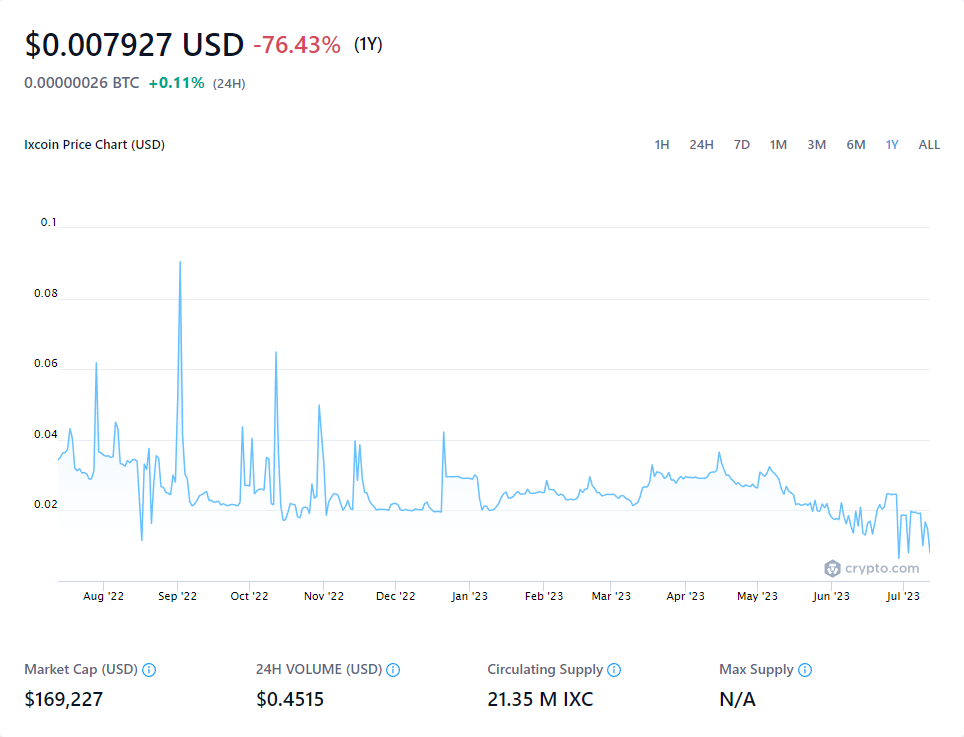 $0.007927 USD -76.43% (1Y)
0.00000026 BTC +0.11% (24H)
Ixcoin Price Chart (USD) 1H 24H 7D 1M 3M 6M 1Y ALL
0.1
0.08
0.06
0.04
0.02
crypto.com
Aug '22 Sep '22 Oct '22 Nov '22 Dec '22 Jan '23 Feb '23 Mar '23 Apr '23 May '23 Jun '23 Jul '23
Market Cap (USD) 24H VOLUME (USD) Circulating Supply Max Supply
$169,227 $0.4515 21.35 M IXC N/A